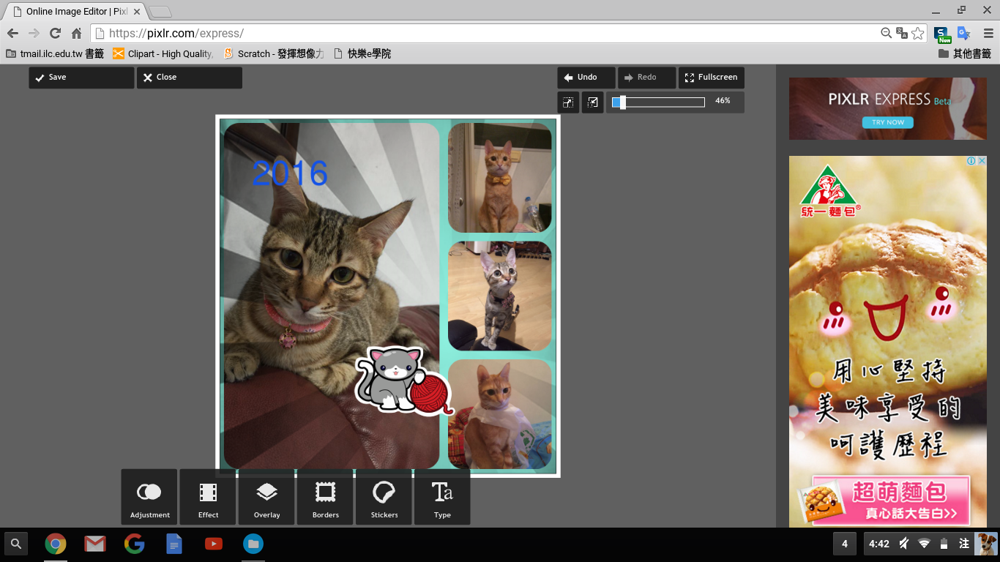 Online Image Editor | Pix
https://pixlr.com/express/
New
tmail.ilc.edu.tw 書籤
Clipart - High Quality,
Scratch - 發揮想像力
快樂e學院
其他書籤
Save
Close
Undo
Redo
Fullscreen
46%
PIXLR EXPRESS Beta
TRY NOW
2016
統一麵包®
用心堅持
美味享受的
呵護歷程
超萌麵包
真心話大告白>>
Adjustment
Effect
Overlay
Borders
Stickers
Ta
Type
4
4:42
注